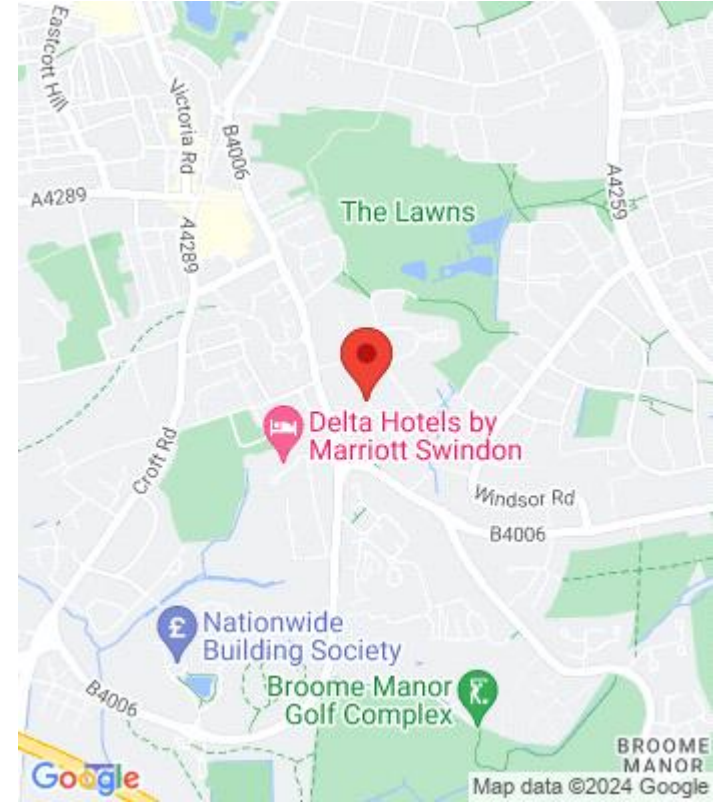 Eastcott Hill
Victoria Rd
B4006
A4289
A4259
The Lawns
A4289
Delta Hotels by
Marriott Swindon
Croft Rd
Windsor Rd
B4006
£
Nationwide
Building Society
B4006
Broome Manor
Golf Complex
BROOME
MANOR
Google
Map data ©2024 Google